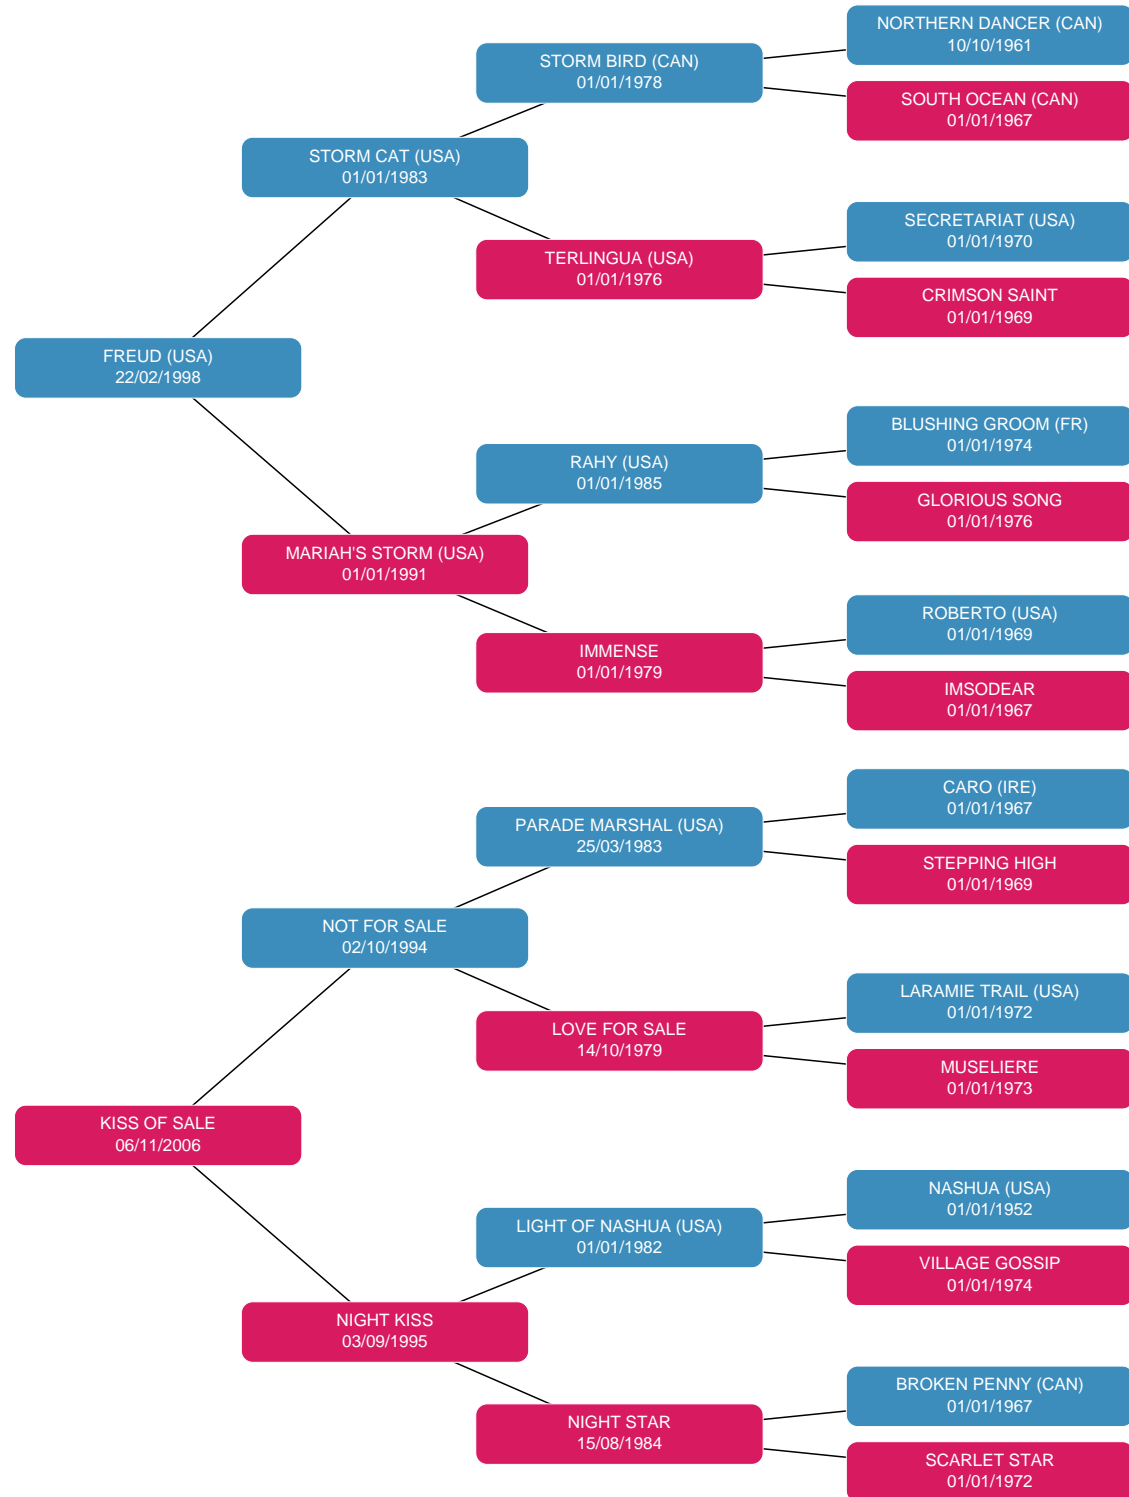 NORTHERN DANCER (CAN)
10/10/1961
STORM BIRD (CAN)
01/01/1978
SOUTH OCEAN (CAN)
01/01/1967
STORM CAT (USA)
01/01/1983
SECRETARIAT (USA)
01/01/1970
TERLINGUA (USA)
01/01/1976
CRIMSON SAINT
01/01/1969
FREUD (USA)
22/02/1998
BLUSHING GROOM (FR)
01/01/1974
RAHY (USA)
01/01/1985
GLORIOUS SONG
01/01/1976
MARIAH'S STORM (USA)
01/01/1991
ROBERTO (USA)
01/01/1969
IMMENSE
01/01/1979
IMSODEAR
01/01/1967
CARO (IRE)
01/01/1967
PARADE MARSHAL (USA)
25/03/1983
STEPPING HIGH
01/01/1969
NOT FOR SALE
02/10/1994
LARAMIE TRAIL (USA)
01/01/1972
LOVE FOR SALE
14/10/1979
MUSELIERE
01/01/1973
KISS OF SALE
06/11/2006
NASHUA (USA)
01/01/1952
LIGHT OF NASHUA (USA)
01/01/1982
VILLAGE GOSSIP
01/01/1974
NIGHT KISS
03/09/1995
BROKEN PENNY (CAN)
01/01/1967
NIGHT STAR
15/08/1984
SCARLET STAR
01/01/1972